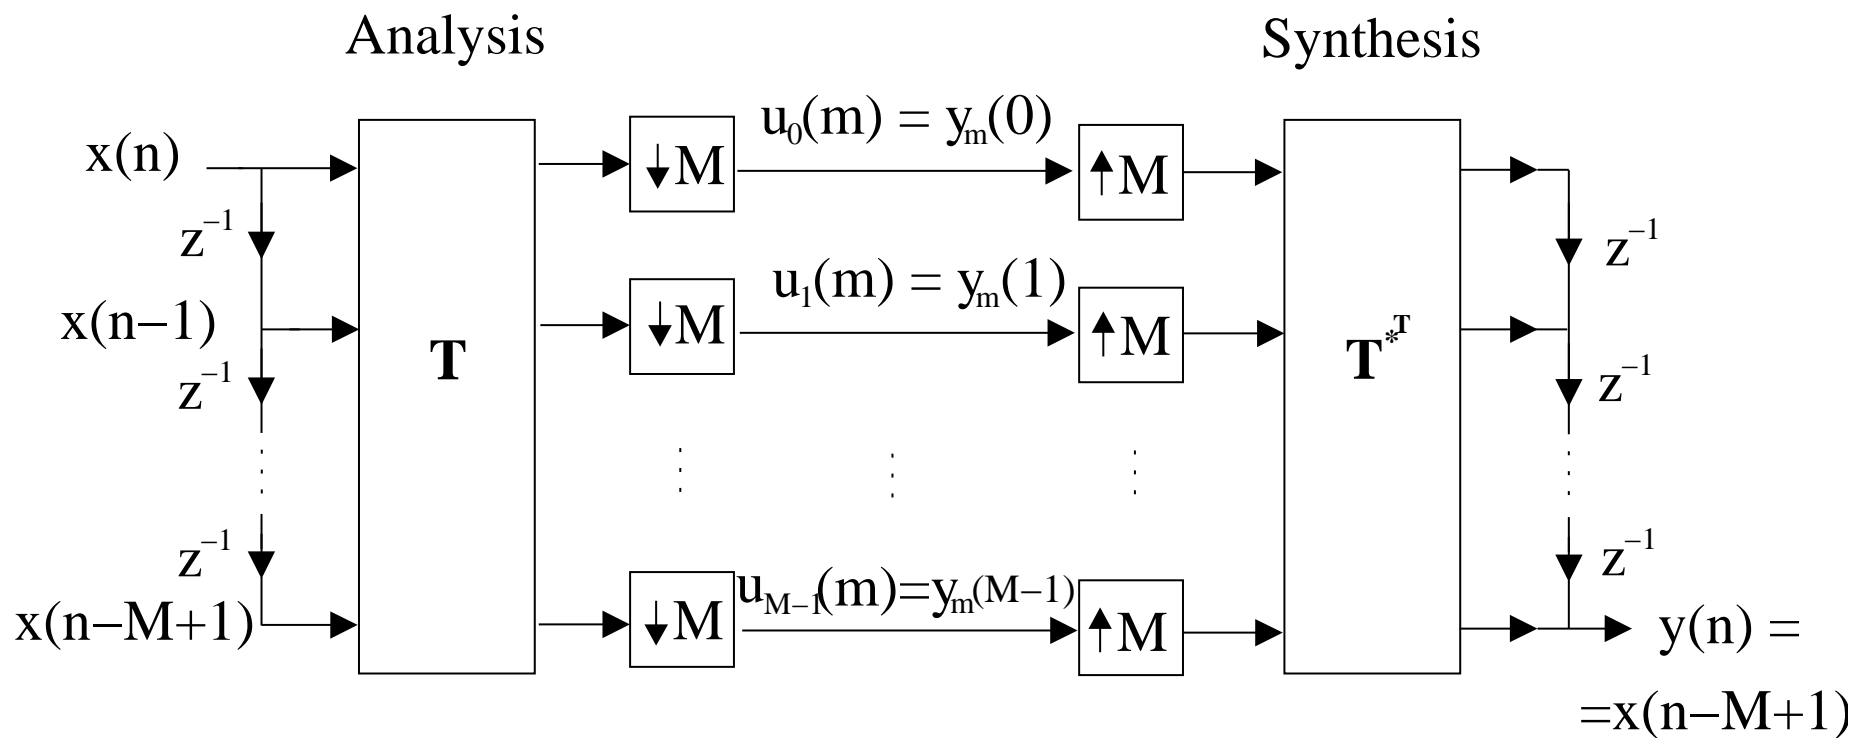 Analysis
Synthesis
x(n)
↓M
u₀(m) = yₘ(0)
↑M
z⁻¹
z⁻¹
x(n−1)
↓M
u₁(m) = yₘ(1)
↑M
T
T*ᵀ
z⁻¹
z⁻¹
z⁻¹
z⁻¹
x(n−M+1)
↓M
u_{M−1}(m)=yₘ(M−1)
↑M
y(n) =
=x(n−M+1)